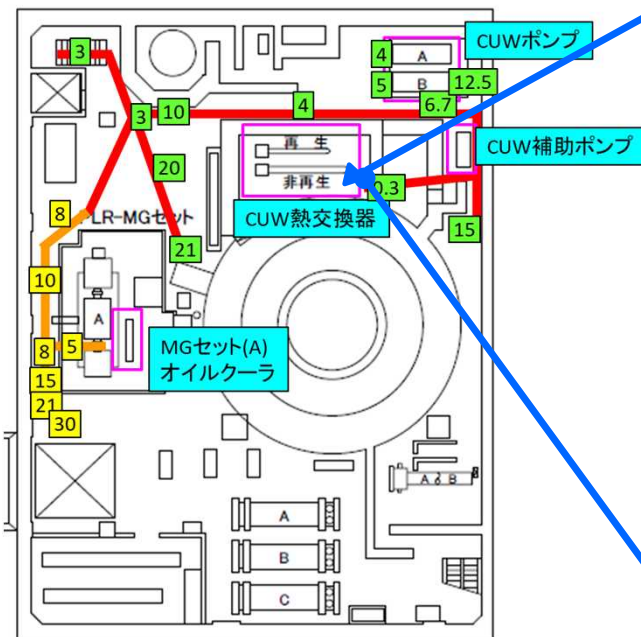 3
4
A
CUWポンプ
5
B
12.5
6.7
3
10
4
CUW補助ポンプ
再 生
非再生
20
0.3
8
PLR-MGセット
CUW熱交換器
15
21
10
A
8
5
MGセット(A)
オイルクーラ
15
21
30
A
B
A
B
C